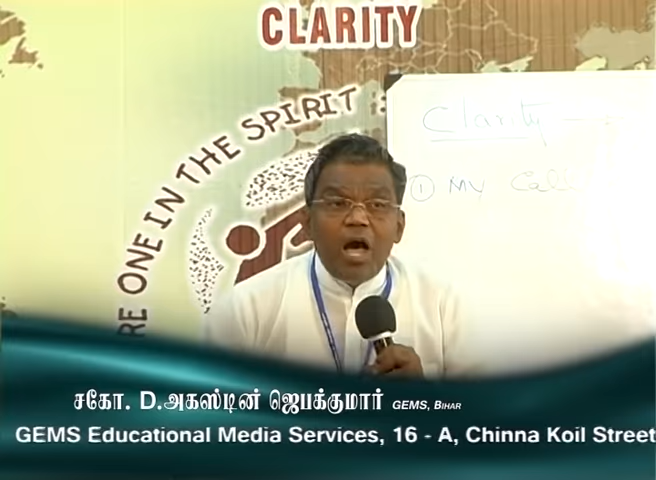 CLARITY
RE ONE IN THE SPIRIT
Clarity -
① My Call
சகோ. D.அகஸ்டின் ஜெபக்குமார் GEMS, BIHAR
GEMS Educational Media Services, 16 - A, Chinna Koil Street